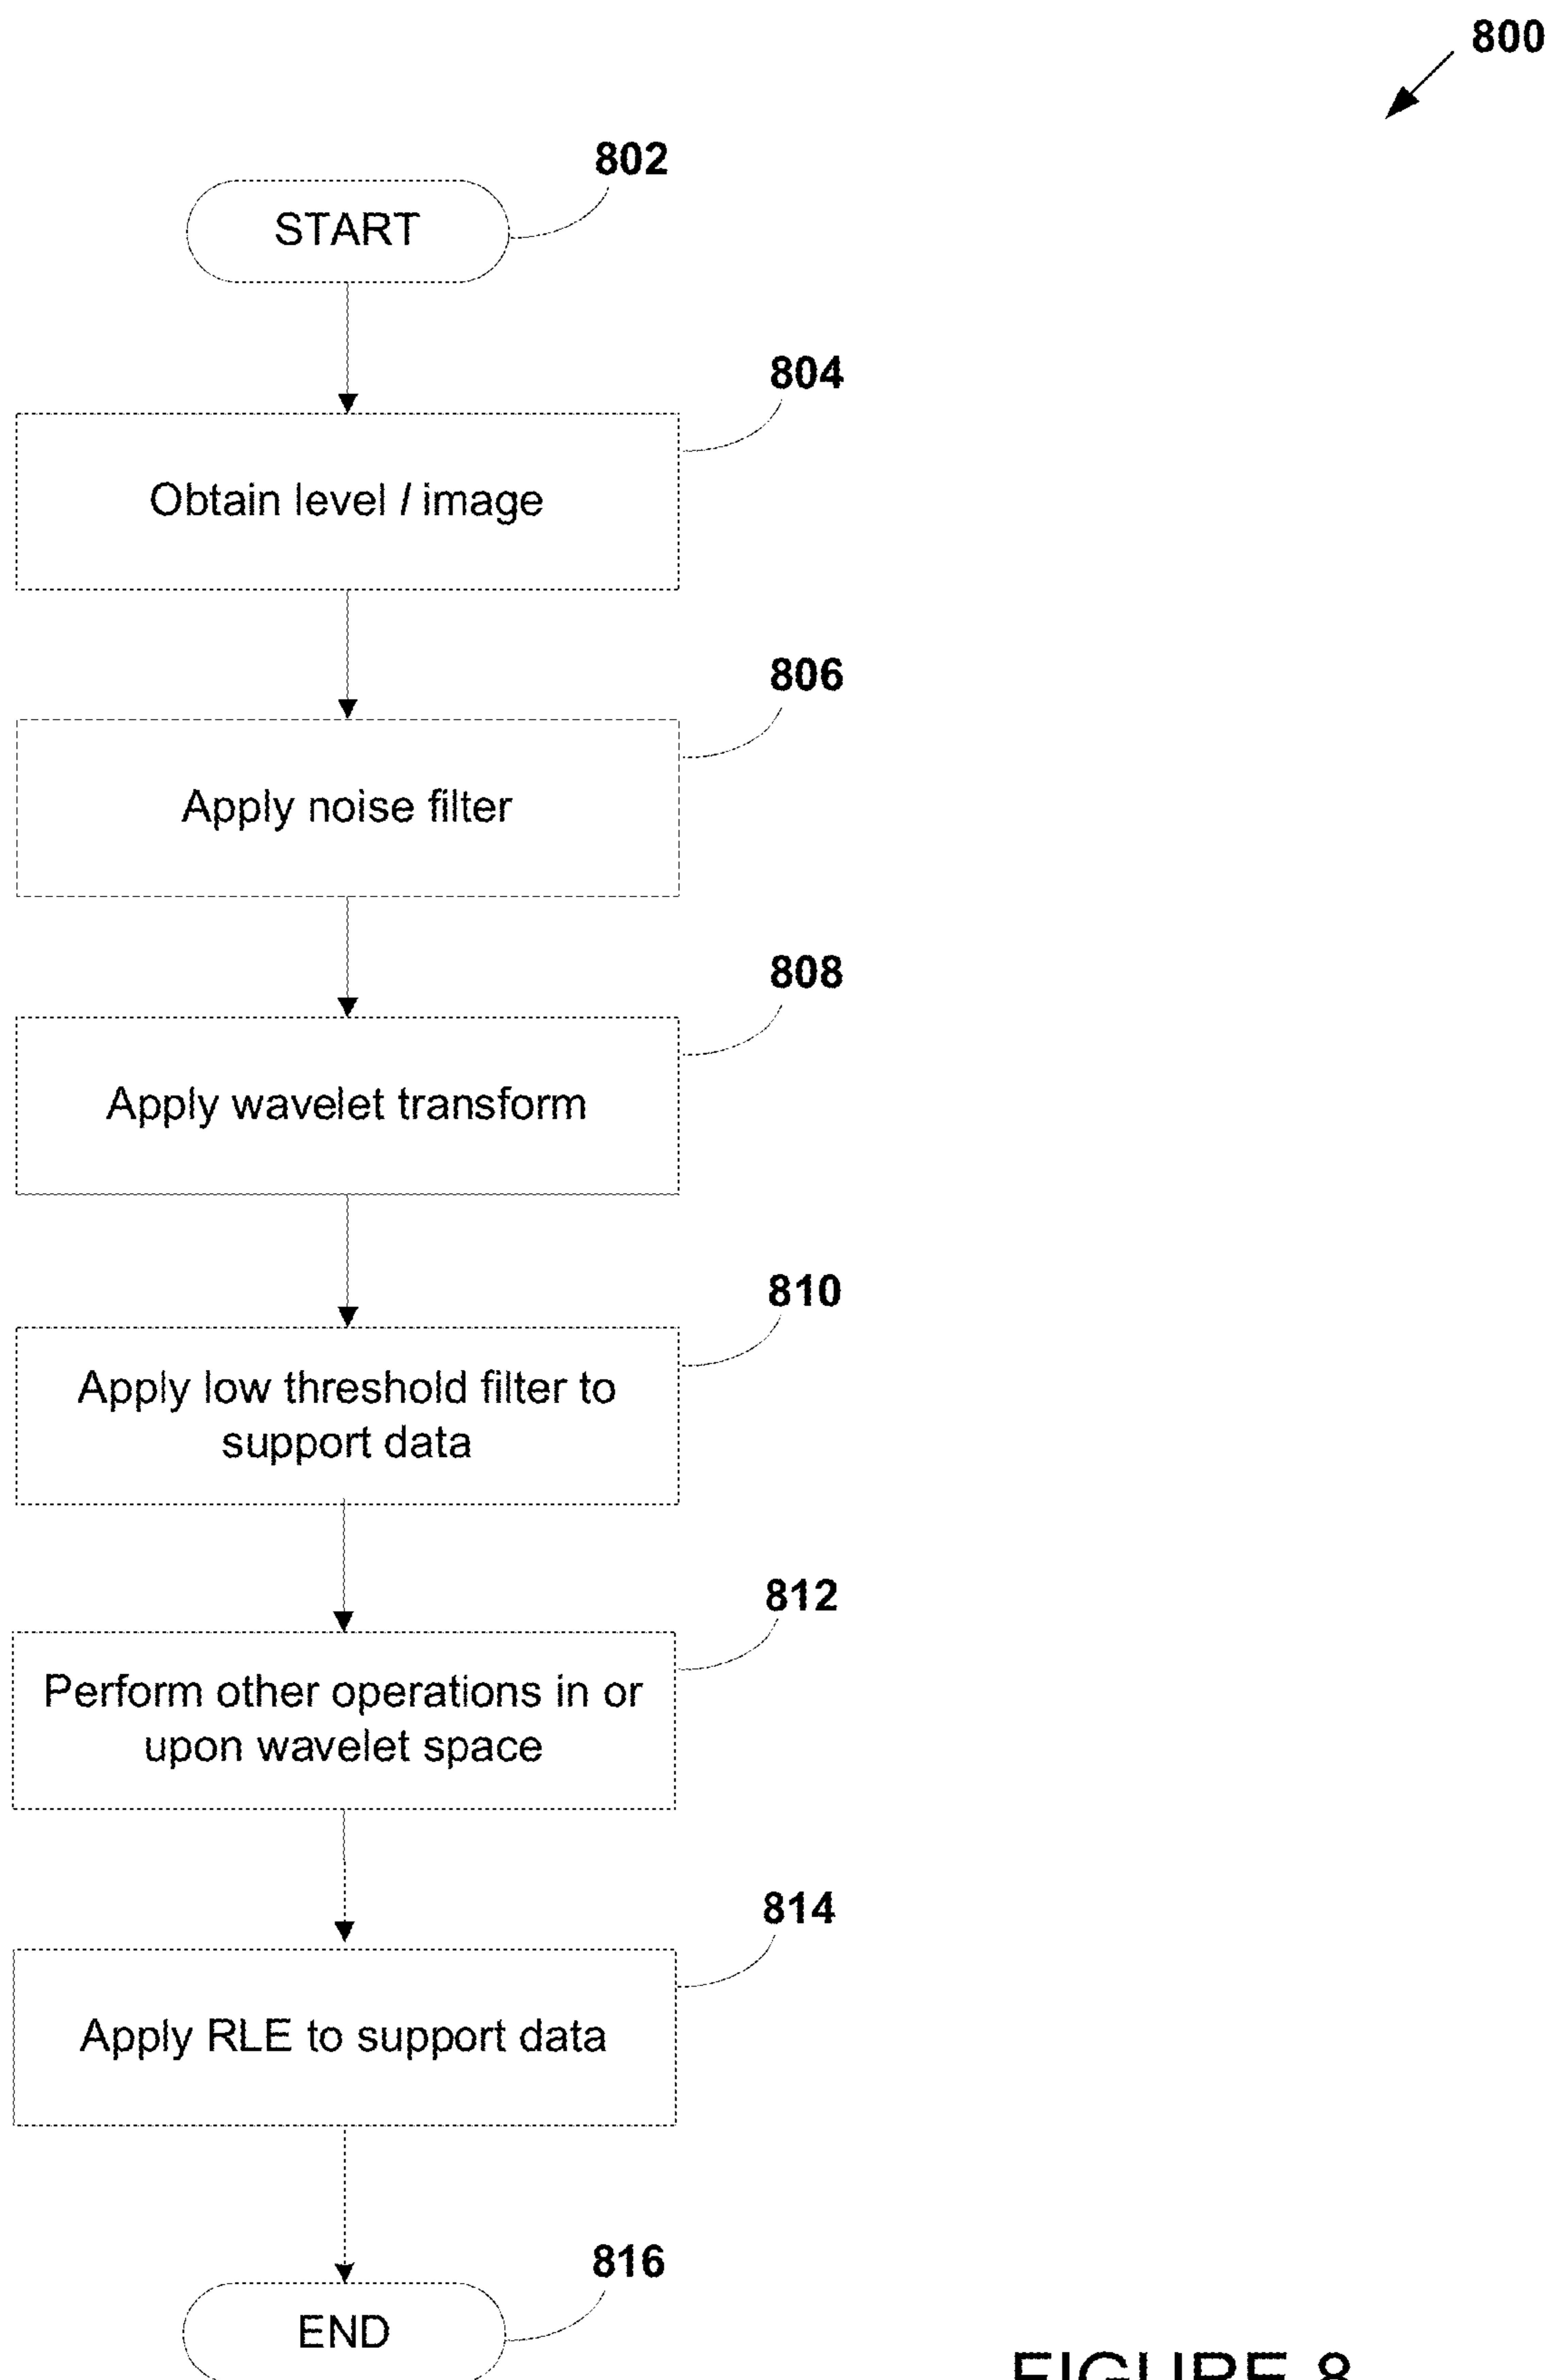 800
802
START
804
Obtain level l image
806
Apply noise filter
808
Apply wavelet transform
810
Apply low threshold filter to
support data
812
Perform other operations in or
upon wavelet space
814
Apply RLE to support data
816
END
FIGURE 8